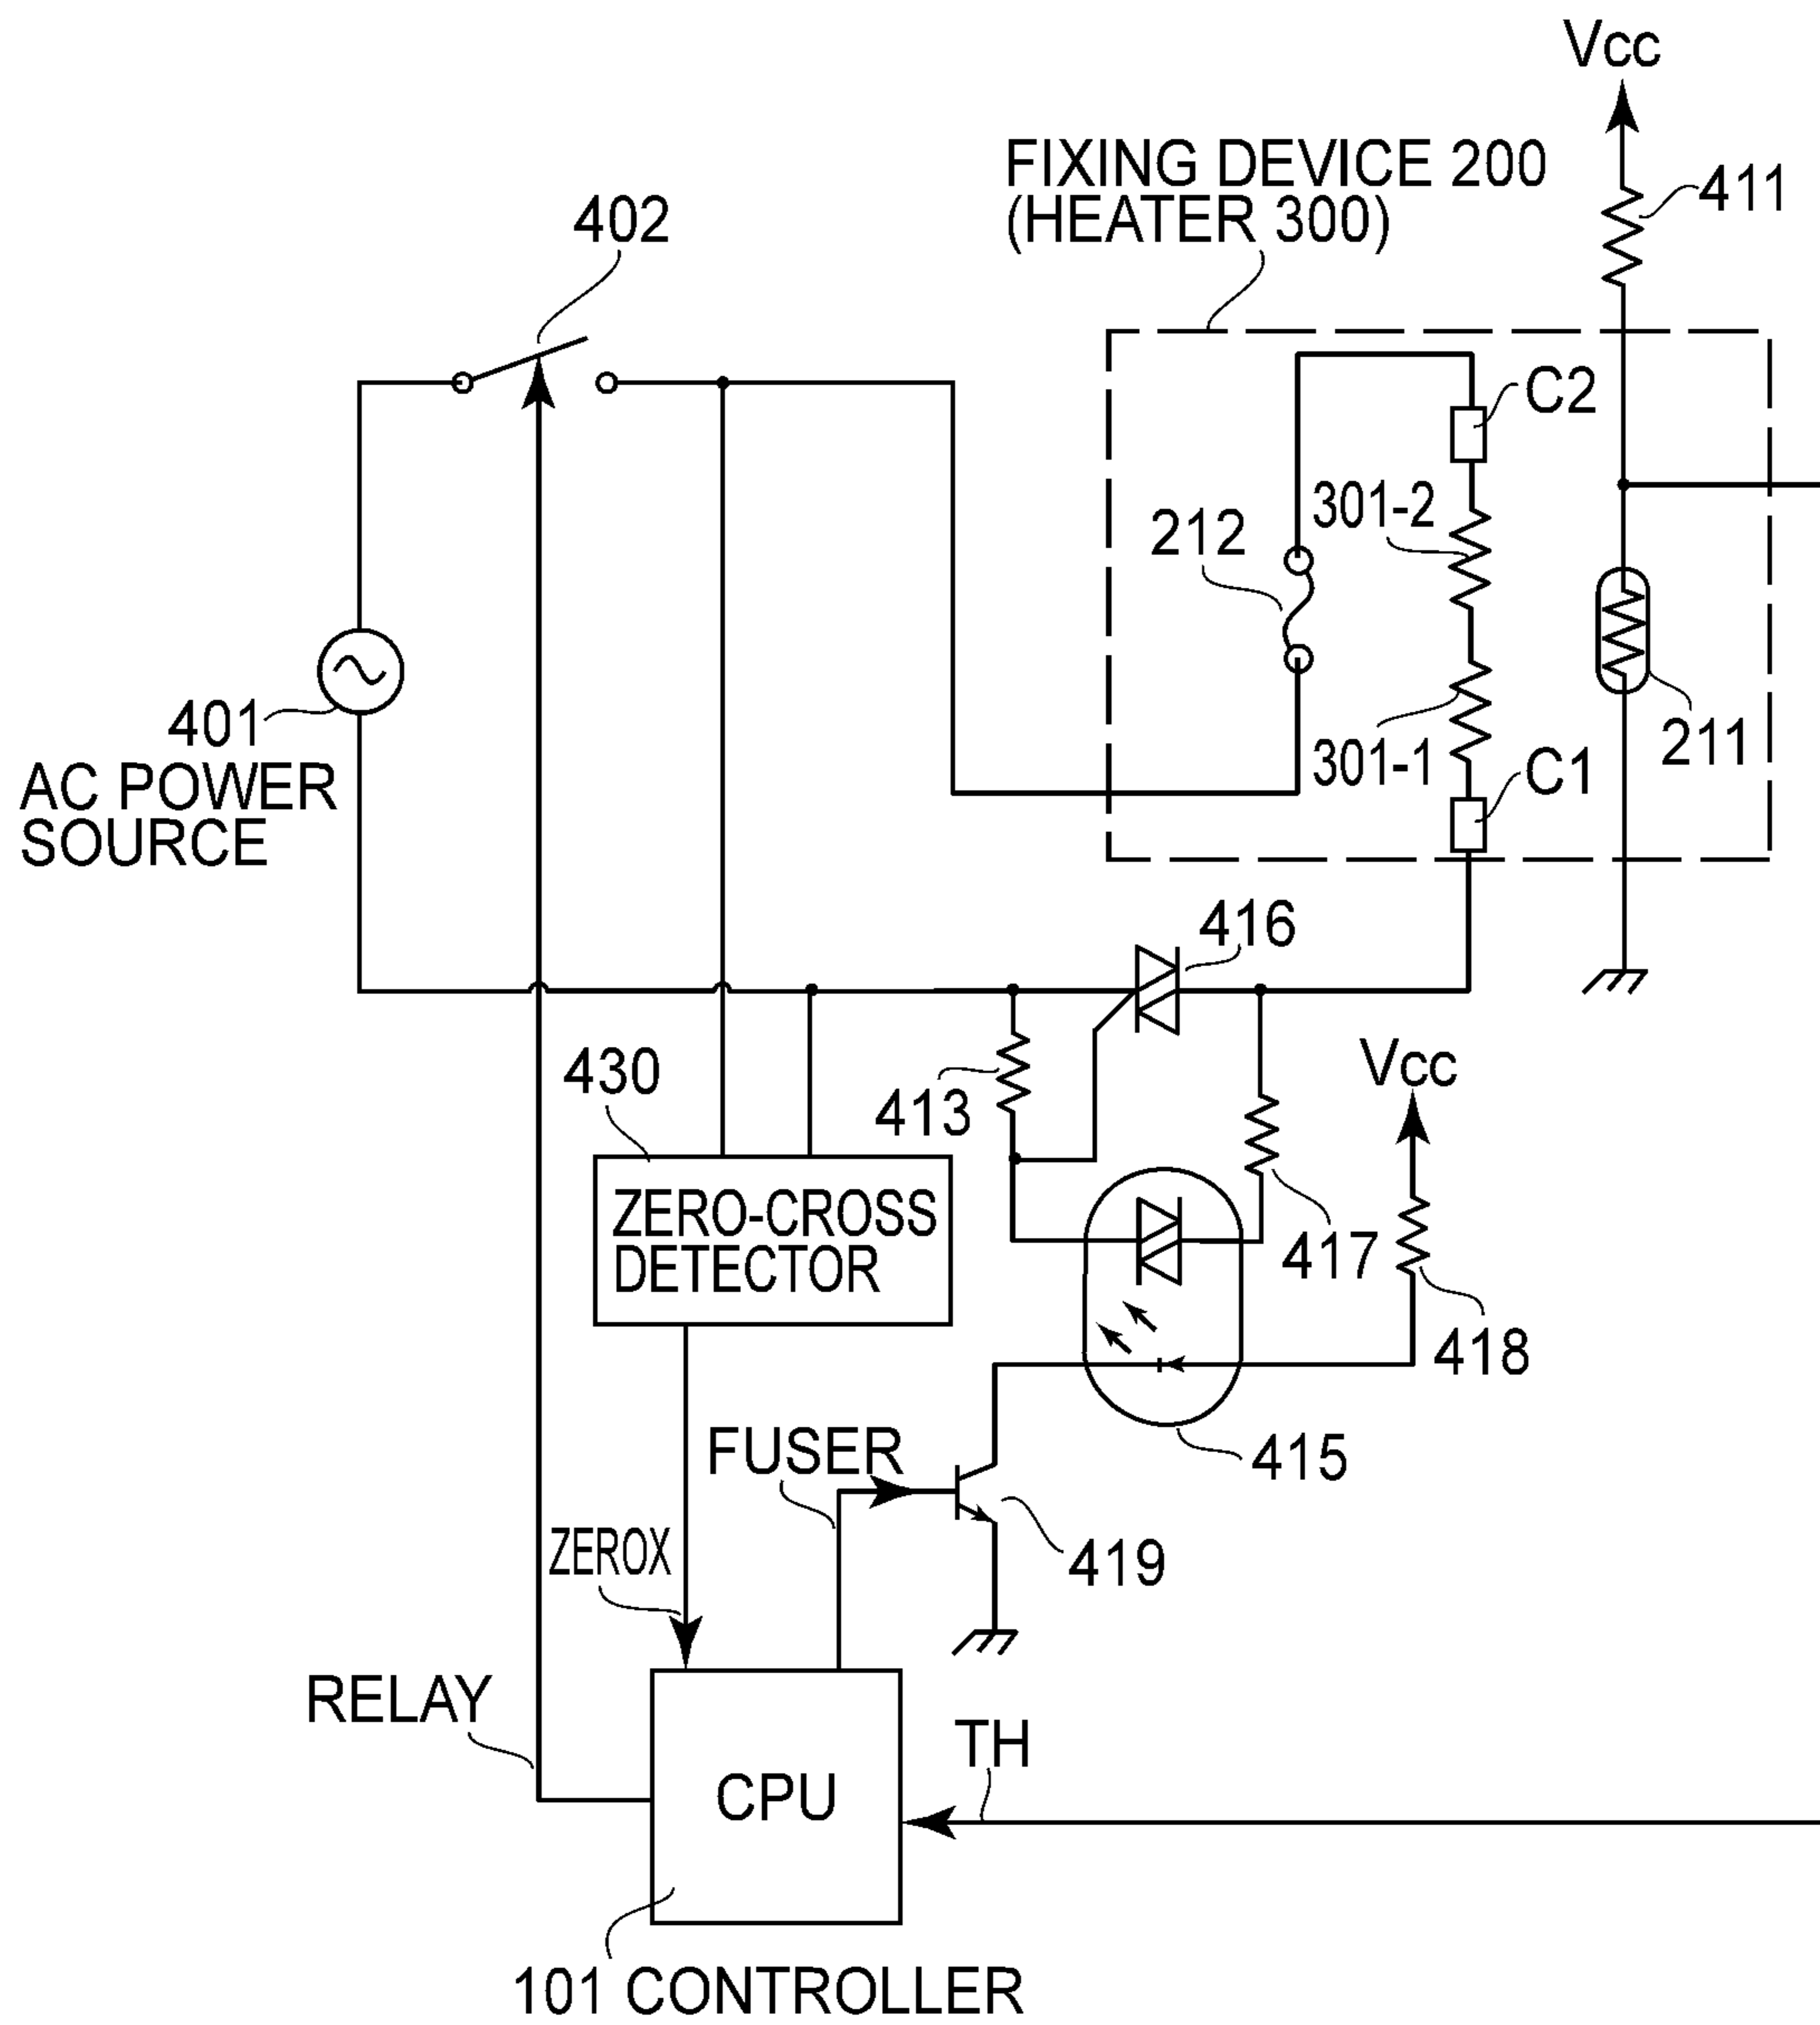 Vcc
FIXING DEVICE 200
(HEATER 300)
411
402
C2
301-2
212
401
AC POWER
SOURCE
301-1
211
C1
416
430
413
Vcc
ZERO-CROSS
DETECTOR
417
418
FUSER
415
ZEROX
419
RELAY
TH
CPU
101 CONTROLLER